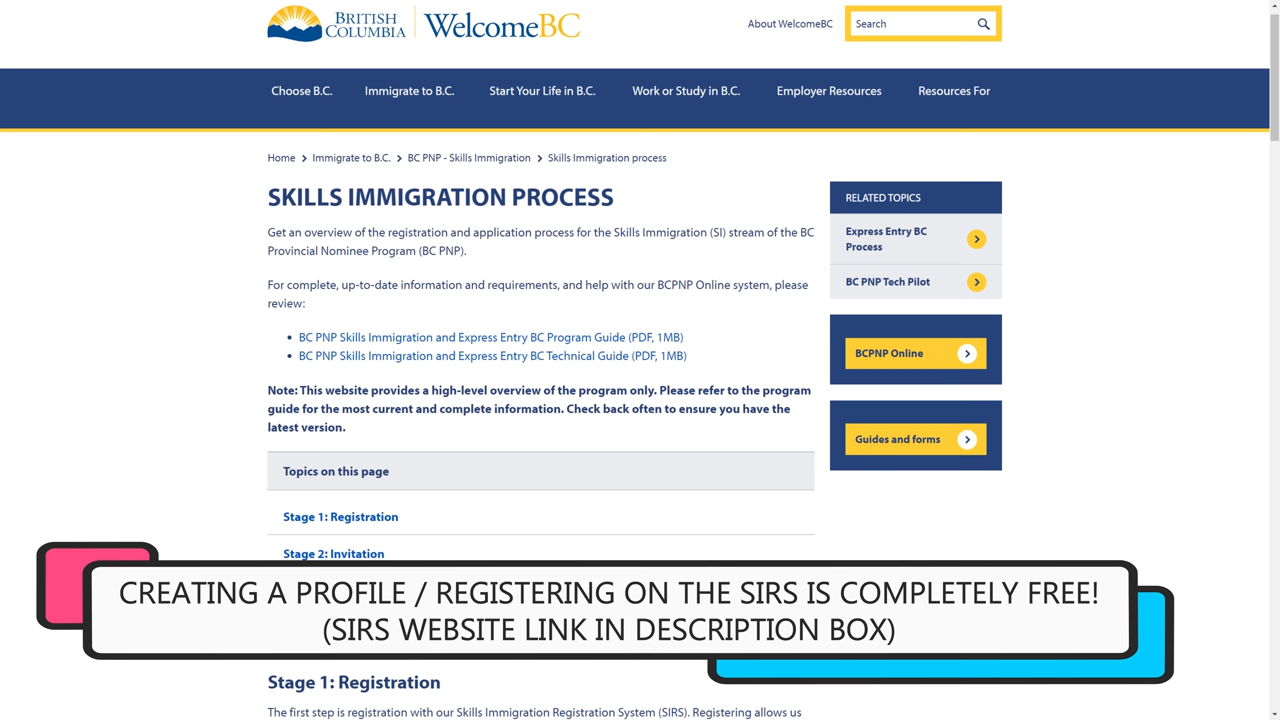 BRITISH COLUMBIA
WelcomeBC
About WelcomeBC
Search
Choose B.C.
Immigrate to B.C.
Start Your Life in B.C.
Work or Study in B.C.
Employer Resources
Resources For
Home > Immigrate to B.C. > BC PNP - Skills Immigration > Skills Immigration process
SKILLS IMMIGRATION PROCESS
Get an overview of the registration and application process for the Skills Immigration (SI) stream of the BC
Provincial Nominee Program (BC PNP).
For complete, up-to-date information and requirements, and help with our BCPNP Online system, please
review:
• BC PNP Skills Immigration and Express Entry BC Program Guide (PDF, 1MB)
• BC PNP Skills Immigration and Express Entry BC Technical Guide (PDF, 1MB)
Note: This website provides a high-level overview of the program only. Please refer to the program
guide for the most current and complete information. Check back often to ensure you have the
latest version.
Topics on this page
Stage 1: Registration
Stage 2: Invitation
RELATED TOPICS
Express Entry BC
Process
BC PNP Tech Pilot
BCPNP Online
Guides and forms
CREATING A PROFILE / REGISTERING ON THE SIRS IS COMPLETELY FREE!
(SIRS WEBSITE LINK IN DESCRIPTION BOX)
Stage 1: Registration
The first step is registration with our Skills Immigration Registration System (SIRS). Registering allows us